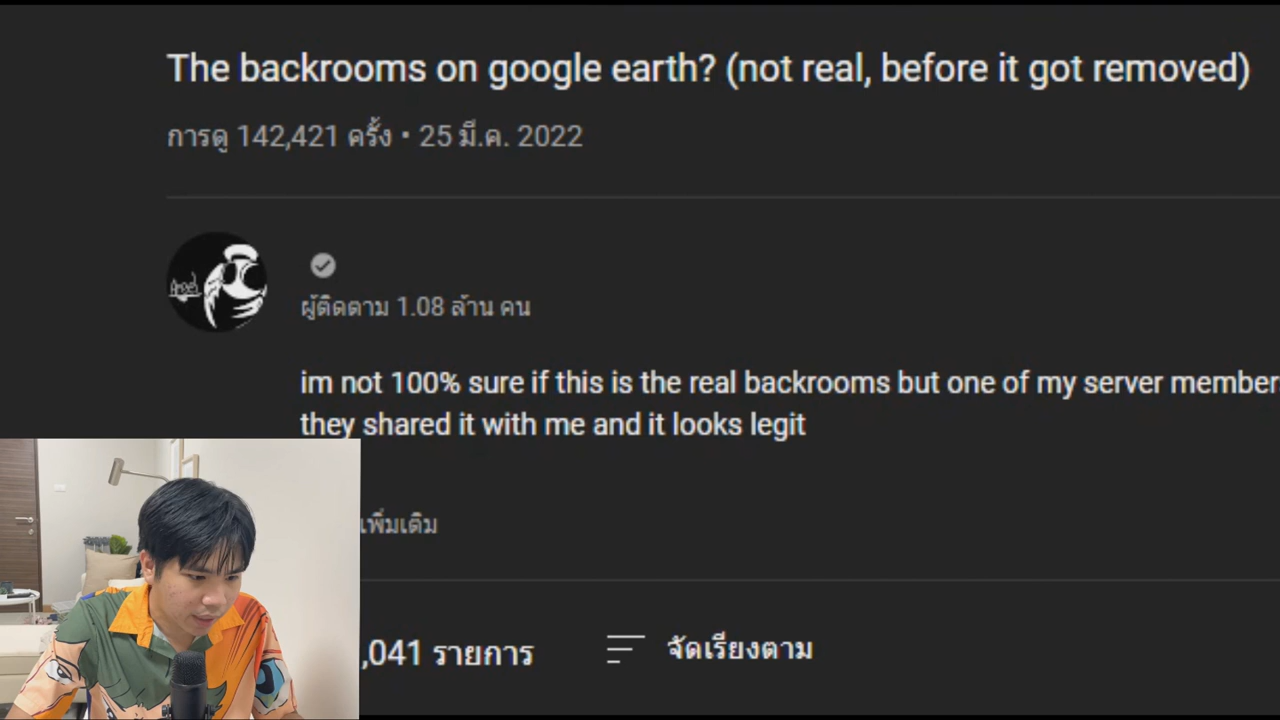 The backrooms on google earth? (not real, before it got removed)
การดู 142,421 ครั้ง • 25 มี.ค. 2022
Angel
ผู้ติดตาม 1.08 ล้าน คน
im not 100% sure if this is the real backrooms but one of my server member
they shared it with me and it looks legit
เพิ่มเติม
,041 รายการ
จัดเรียงตาม